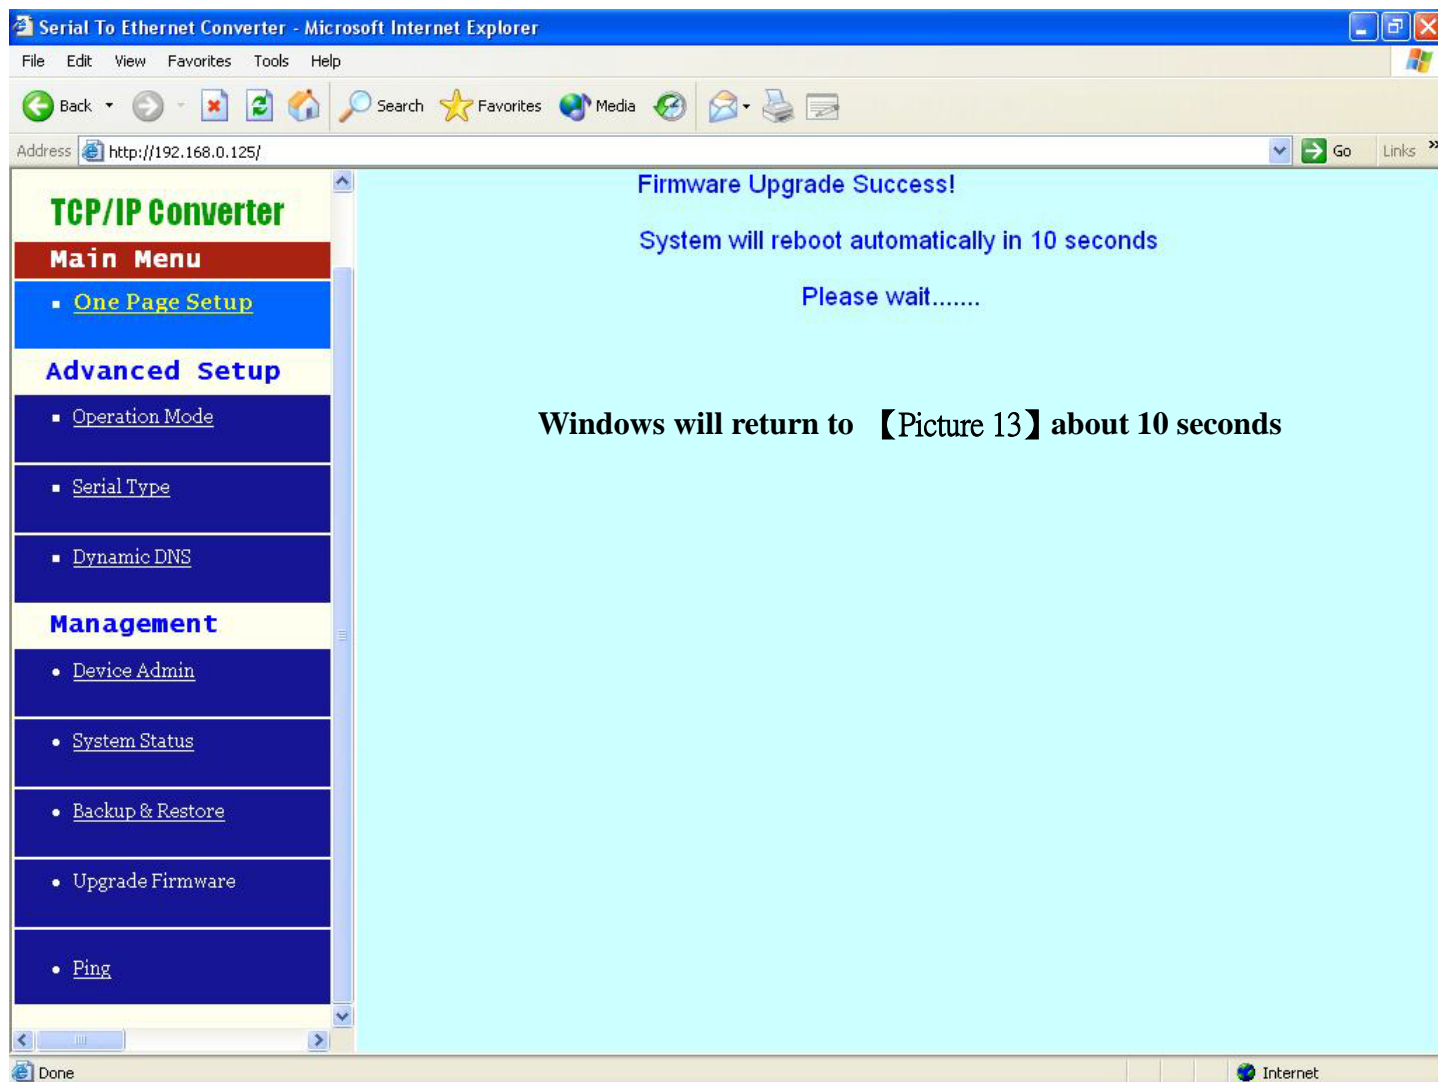 Serial To Ethernet Converter - Microsoft Internet Explorer
File Edit View Favorites Tools Help
Back Search Favorites Media
Address http://192.168.0.125/ Go Links »
TCP/IP Converter
Main Menu
One Page Setup
Advanced Setup
Operation Mode
Serial Type
Dynamic DNS
Management
Device Admin
System Status
Backup & Restore
Upgrade Firmware
Ping
Firmware Upgrade Success!
System will reboot automatically in 10 seconds
Please wait.......
Windows will return to 【Picture 13】 about 10 seconds
Done Internet